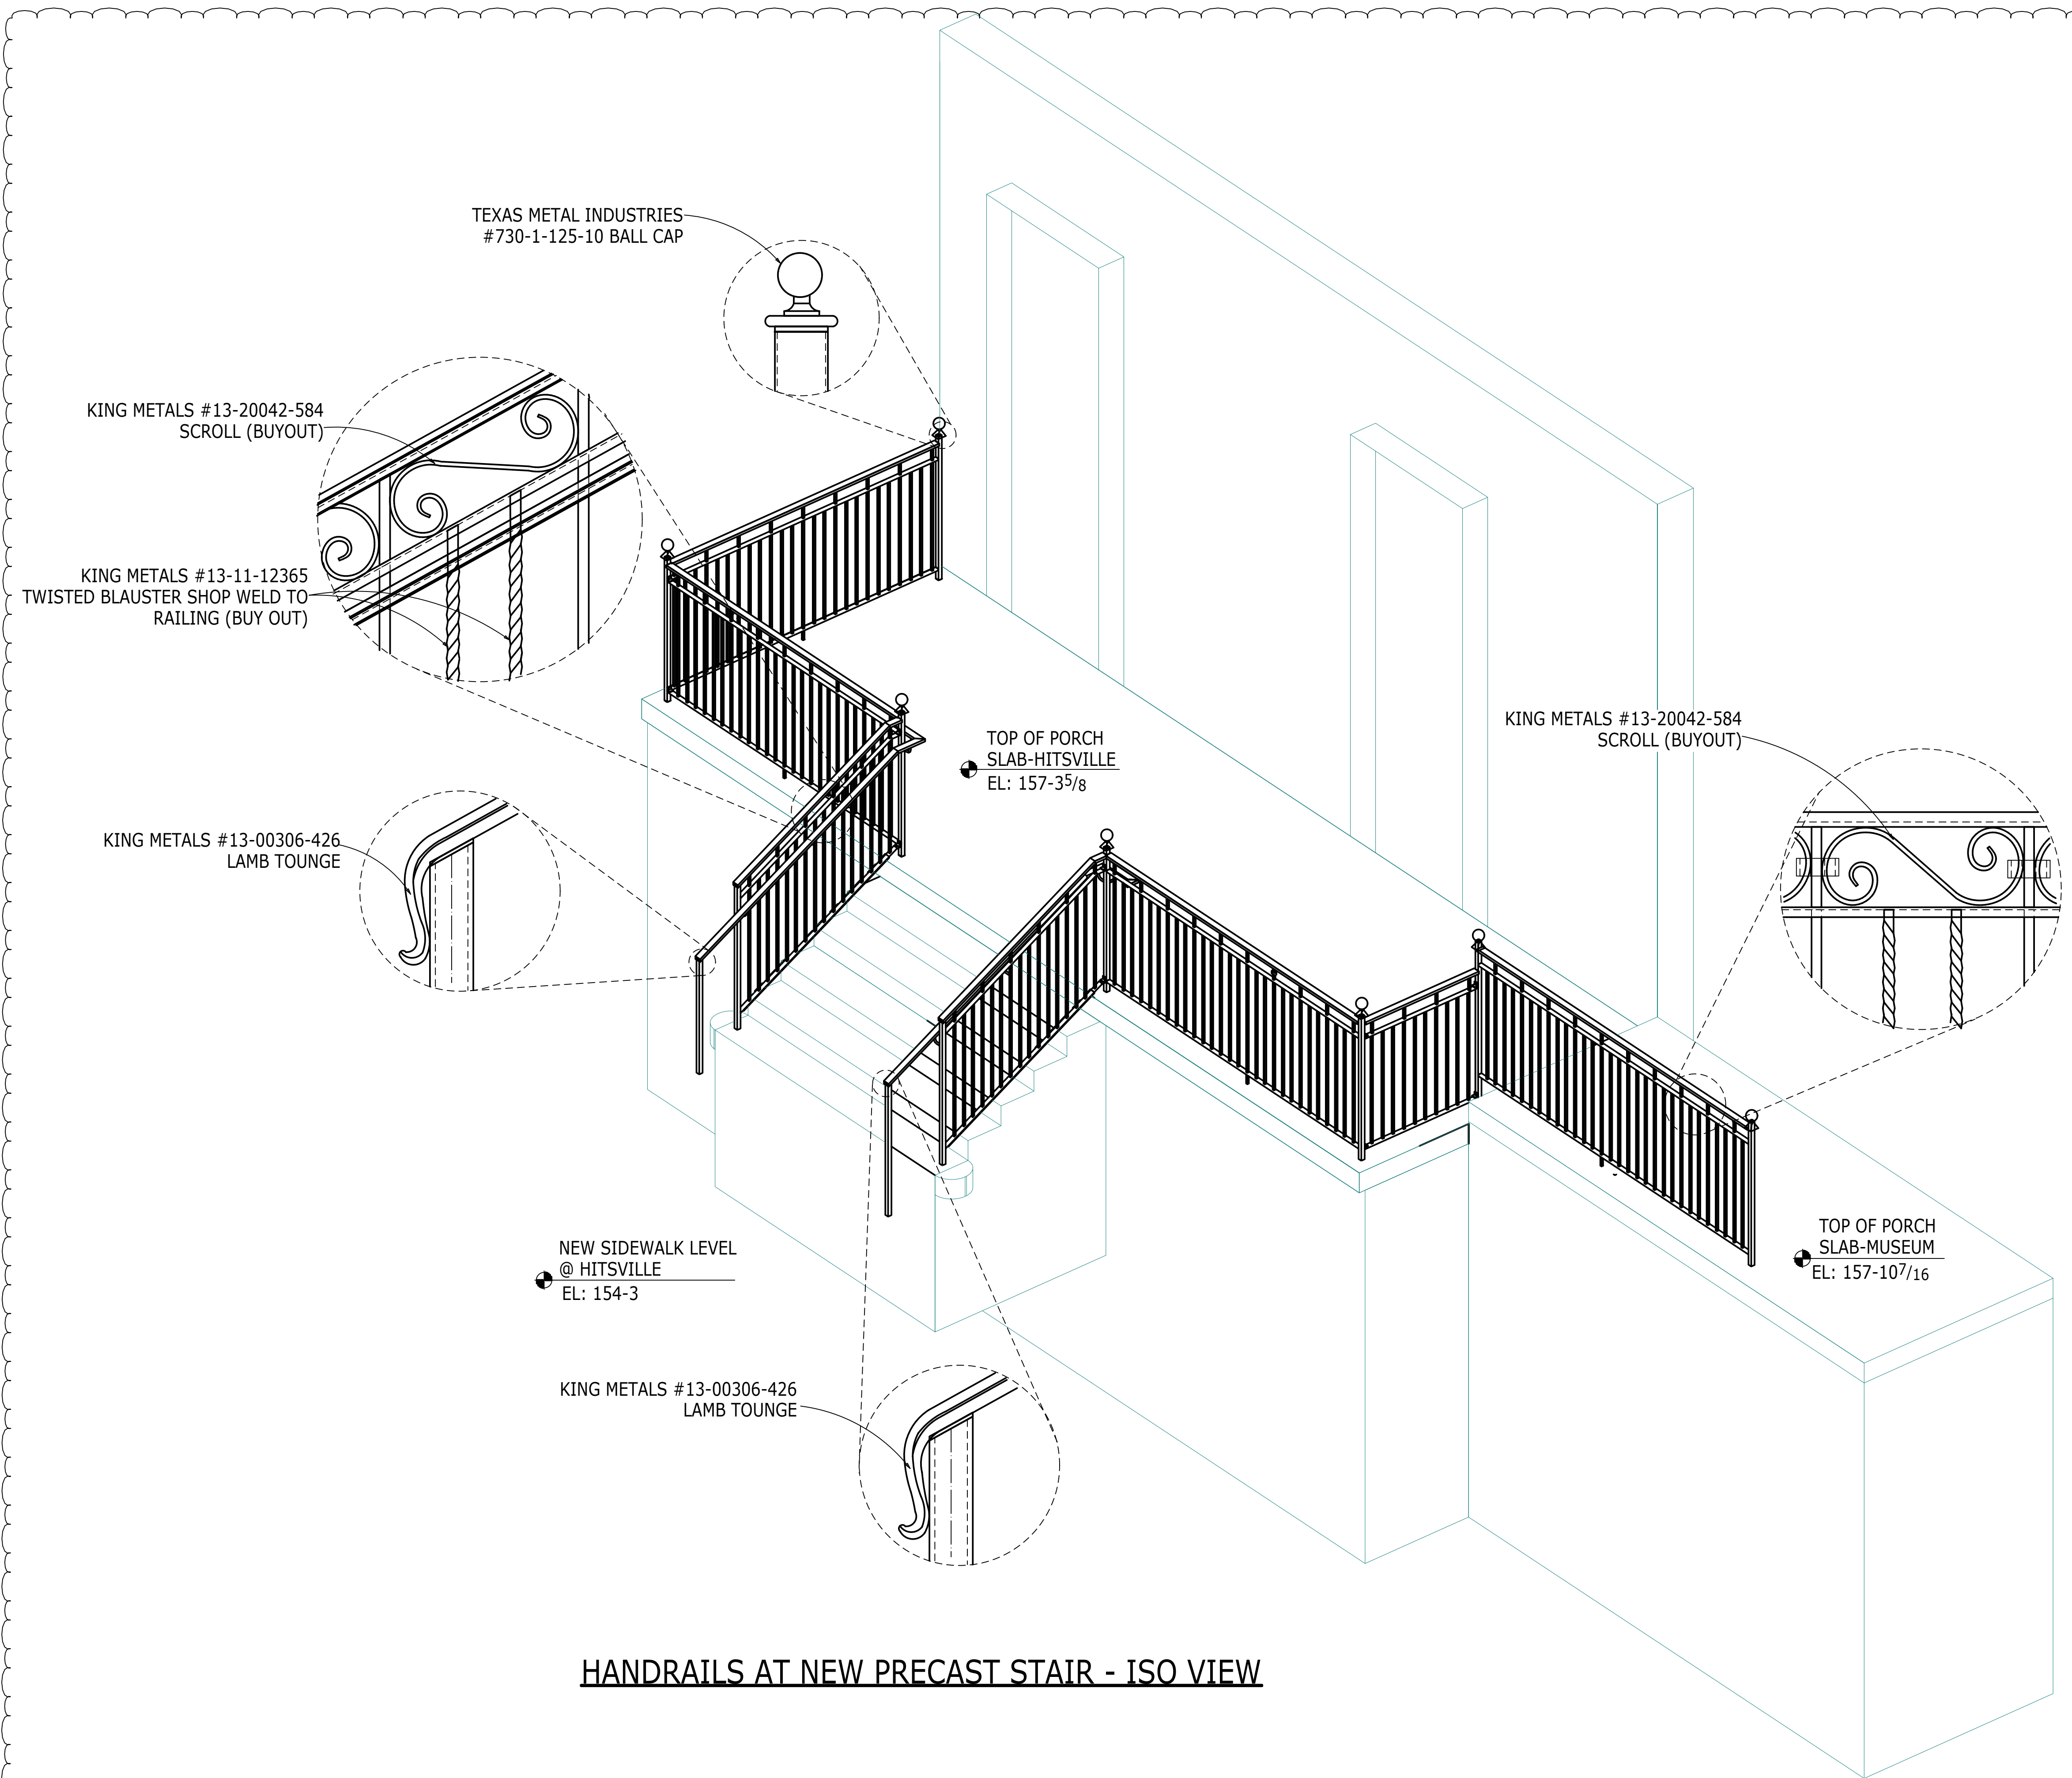 TEXAS METAL INDUSTRIES
#730-1-125-10 BALL CAP
KING METALS #13-20042-584
SCROLL (BUYOUT)
KING METALS #13-11-12365
TWISTED BLAUSTER SHOP WELD TO
RAILING (BUY OUT)
KING METALS #13-20042-584
SCROLL (BUYOUT)
TOP OF PORCH
SLAB-HITSVILLE
EL: 157-3 5/8
KING METALS #13-00306-426
LAMB TOUNGE
TOP OF PORCH
SLAB-MUSEUM
EL: 157-10 7/16
NEW SIDEWALK LEVEL
@ HITSVILLE
EL: 154-3
KING METALS #13-00306-426
LAMB TOUNGE
HANDRAILS AT NEW PRECAST STAIR - ISO VIEW